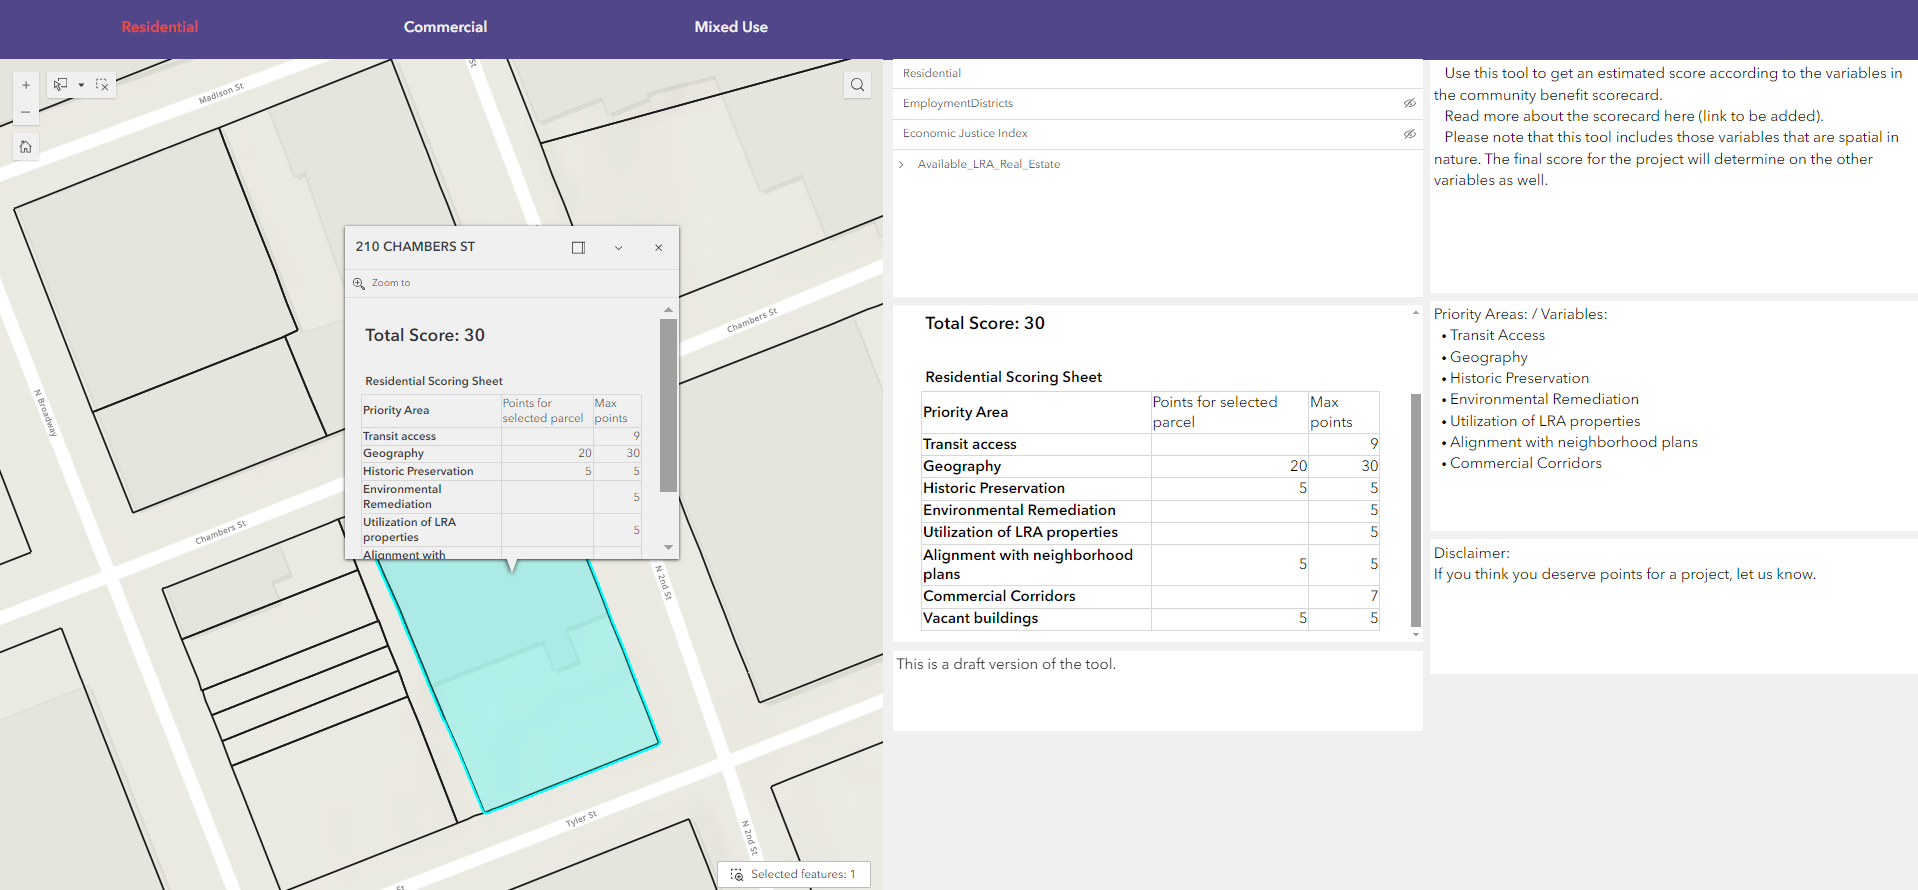 Residential
Commercial
Mixed Use
Madison St
St
N Broadway
Chambers St
Chambers St
N 2nd St
Tyler St
N 2nd St
St
210 CHAMBERS ST
Zoom to
Total Score: 30
Residential Scoring Sheet
Priority Area
Points for
selected parcel
Max
points
Transit access 9
Geography 20 30
Historic Preservation 5 5
Environmental
Remediation 5
Utilization of LRA
properties 5
Alignment with
Selected features: 1
Residential
EmploymentDistricts
Economic Justice Index
Available_LRA_Real_Estate
Total Score: 30
Residential Scoring Sheet
Priority Area
Points for selected
parcel
Max
points
Transit access 9
Geography 20 30
Historic Preservation 5 5
Environmental Remediation 5
Utilization of LRA properties 5
Alignment with neighborhood
plans 5 5
Commercial Corridors 7
Vacant buildings 5 5
This is a draft version of the tool.
Use this tool to get an estimated score according to the variables in
the community benefit scorecard.
Read more about the scorecard here (link to be added).
Please note that this tool includes those variables that are spatial in
nature. The final score for the project will determine on the other
variables as well.
Priority Areas: / Variables:
• Transit Access
• Geography
• Historic Preservation
• Environmental Remediation
• Utilization of LRA properties
• Alignment with neighborhood plans
• Commercial Corridors
Disclaimer:
If you think you deserve points for a project, let us know.